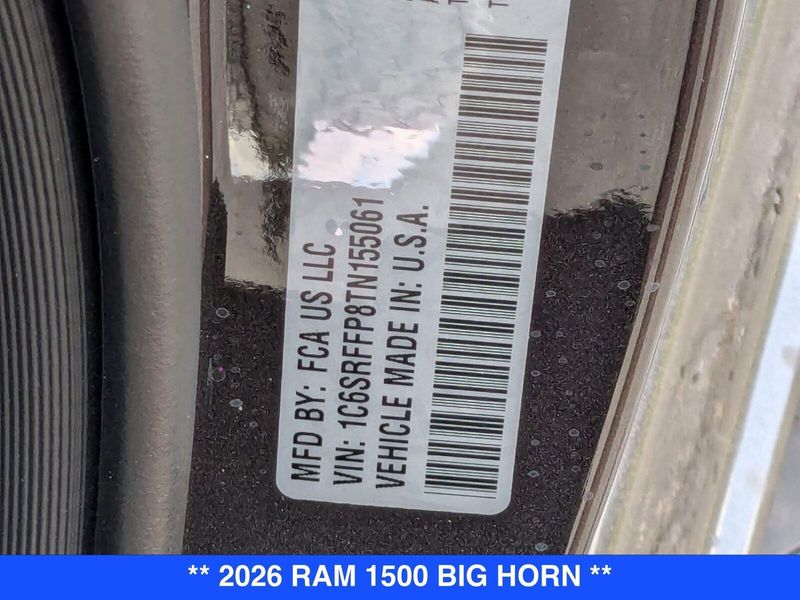 MFD BY: FCA US LLC
VIN: 1C6SRFFP8TN155061
VEHICLE MADE IN: U.S.A.
** 2026 RAM 1500 BIG HORN **